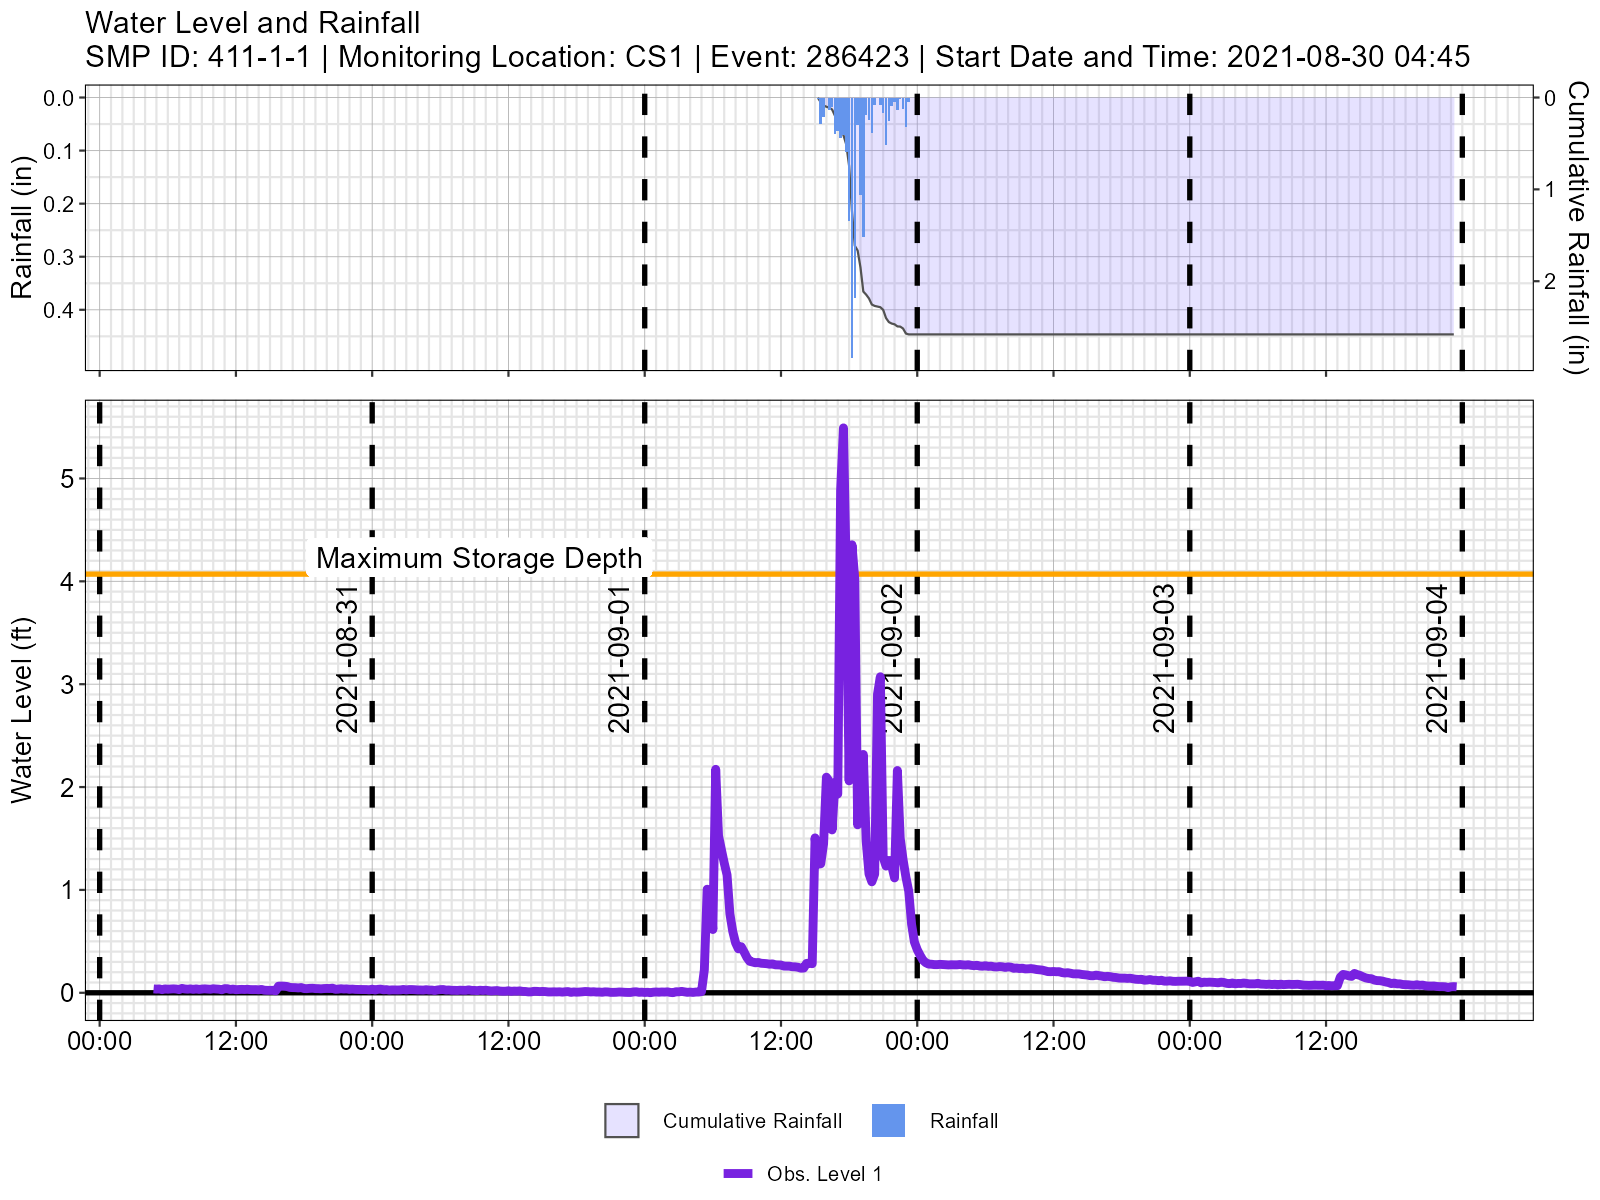 Water Level and Rainfall
SMP ID: 411-1-1 | Monitoring Location: CS1 | Event: 286423 | Start Date and Time: 2021-08-30 04:45
Rainfall (in)
0.0
0.1
0.2
0.3
0.4
0
1
2
Cumulative Rainfall (in)
Water Level (ft)
5
4
3
2
1
0
Maximum Storage Depth
2021-08-31
2021-09-01
2021-09-02
2021-09-03
2021-09-04
00:00 12:00 00:00 12:00 00:00 12:00 00:00 12:00 00:00 12:00
Cumulative Rainfall
Rainfall
Obs. Level 1